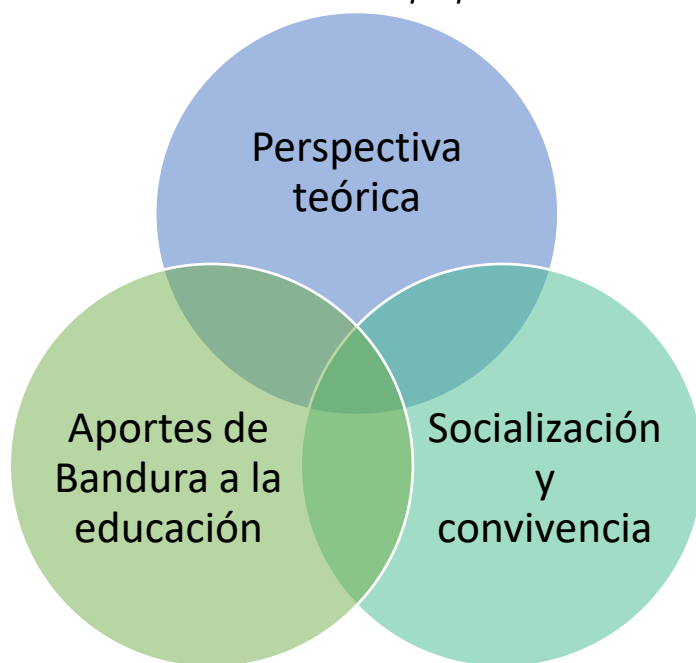 Perspectiva
teórica
Aportes de
Bandura a la
educación
Socialización
y
convivencia